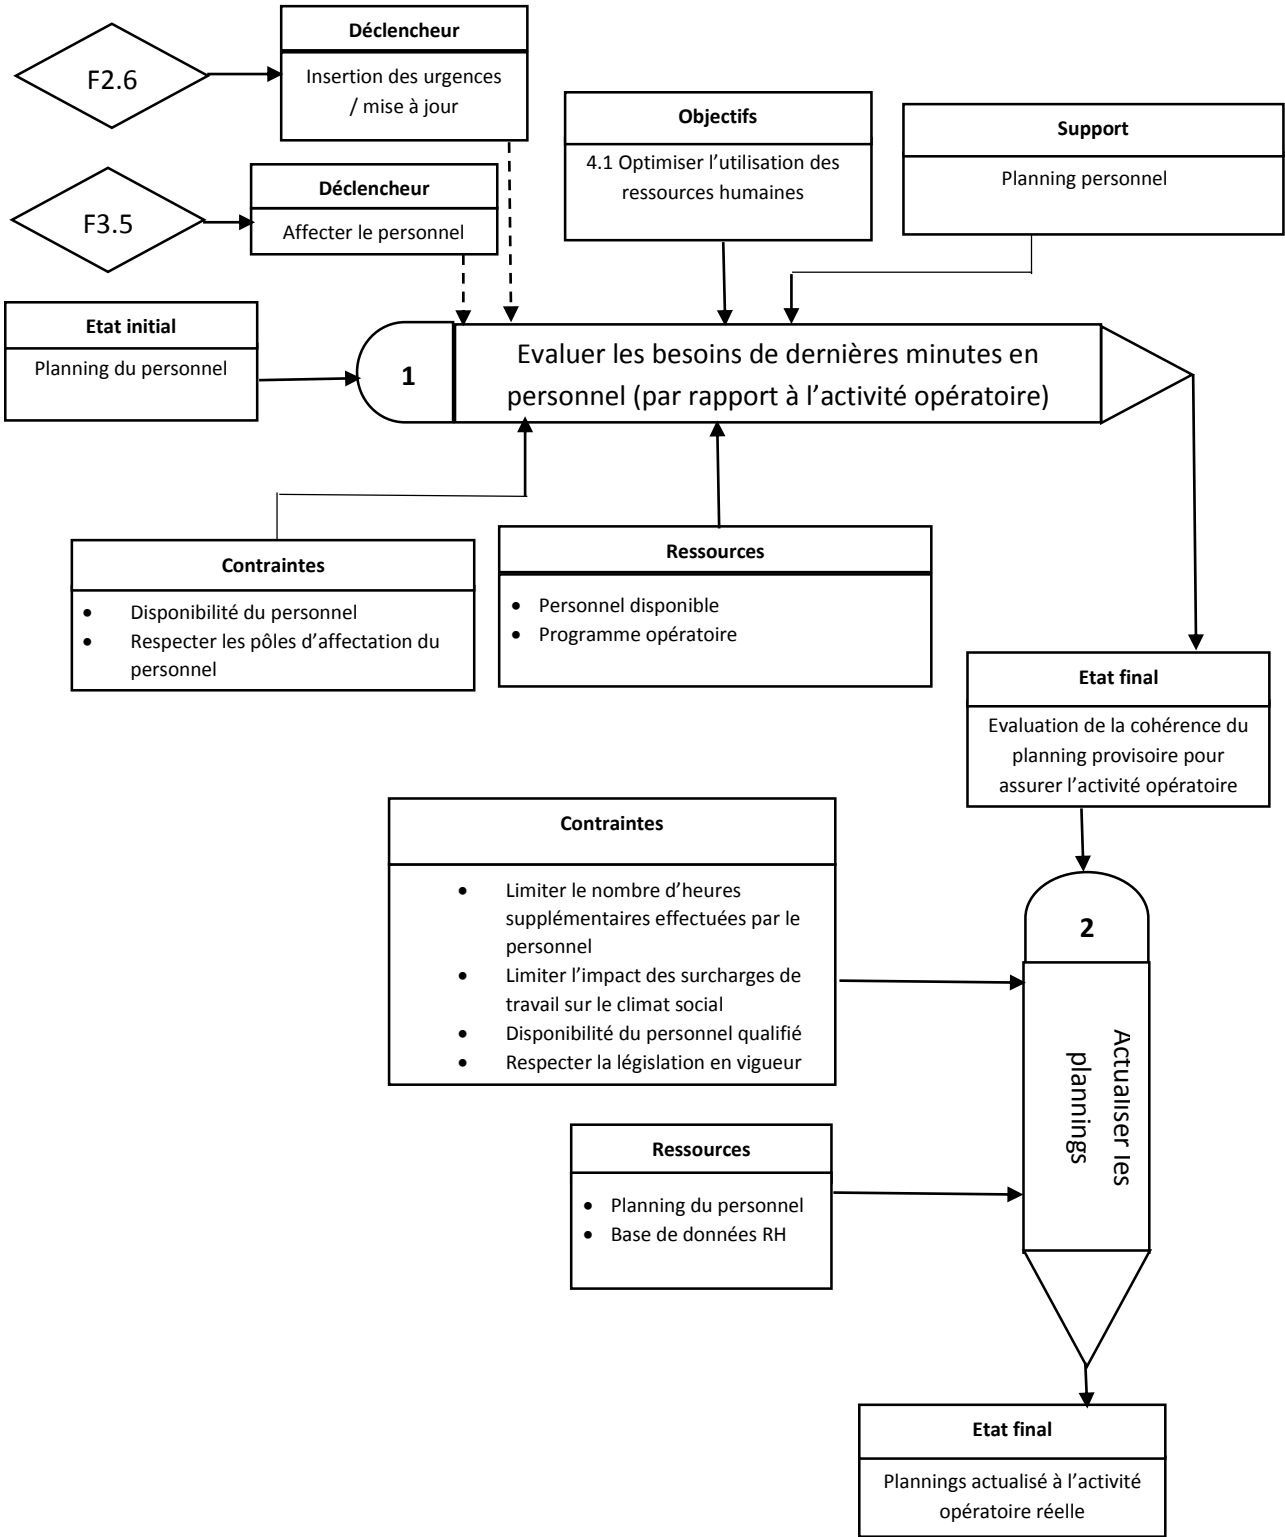 F2.6
Déclencheur
Insertion des urgences
/ mise à jour
Objectifs
4.1 Optimiser l'utilisation des
ressources humaines
Support
Planning personnel
F3.5
Déclencheur
Affecter le personnel
Etat initial
Planning du personnel
1
Evaluer les besoins de dernières minutes en
personnel (par rapport à l'activité opératoire)
Contraintes
• Disponibilité du personnel
• Respecter les pôles d'affectation du
personnel
Ressources
• Personnel disponible
• Programme opératoire
Etat final
Evaluation de la cohérence du
planning provisoire pour
assurer l'activité opératoire
Contraintes
• Limiter le nombre d'heures
supplémentaires effectuées par le
personnel
• Limiter l'impact des surcharges de
travail sur le climat social
• Disponibilité du personnel qualifié
• Respecter la législation en vigueur
2
Actualiser les
plannings
Ressources
• Planning du personnel
• Base de données RH
Etat final
Plannings actualisé à l'activité
opératoire réelle